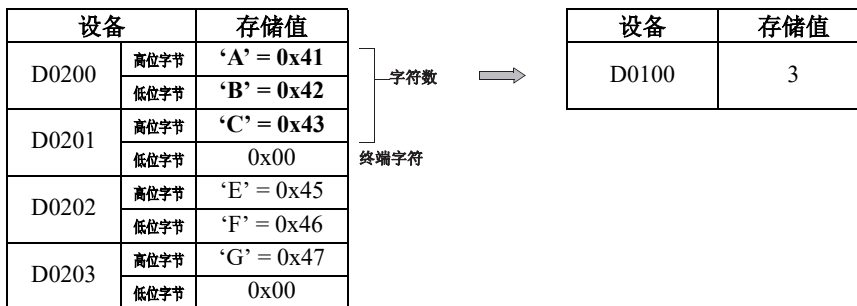 设备 存储值 设备 存储值
D0200 高位字节 ‘A’ = 0x41
低位字节 ‘B’ = 0x42
字符数
D0100 3
D0201 高位字节 ‘C’ = 0x43
低位字节 0x00 终端字符
D0202 高位字节 ‘E’ = 0x45
低位字节 ‘F’ = 0x46
D0203 高位字节 ‘G’ = 0x47
低位字节 0x00